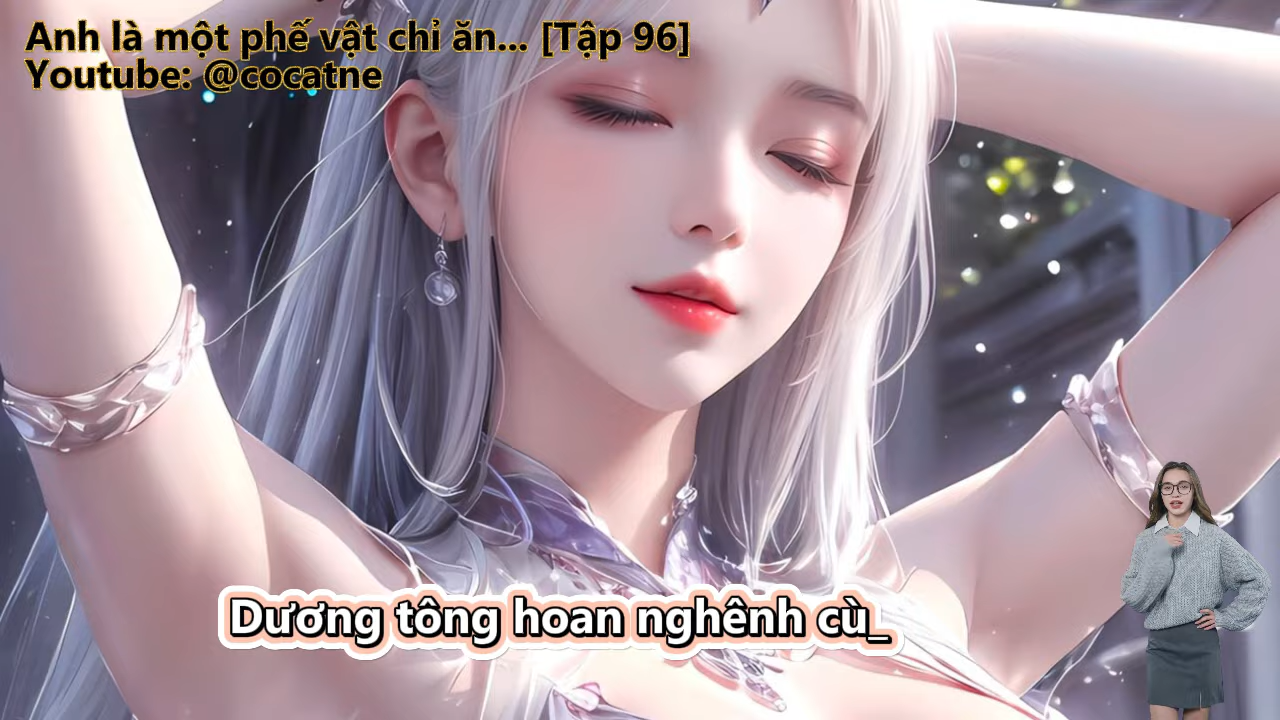 Anh là một phế vật chỉ ăn... [Tập 96]
Youtube: @cocatne
Dương tông hoan nghênh cù_